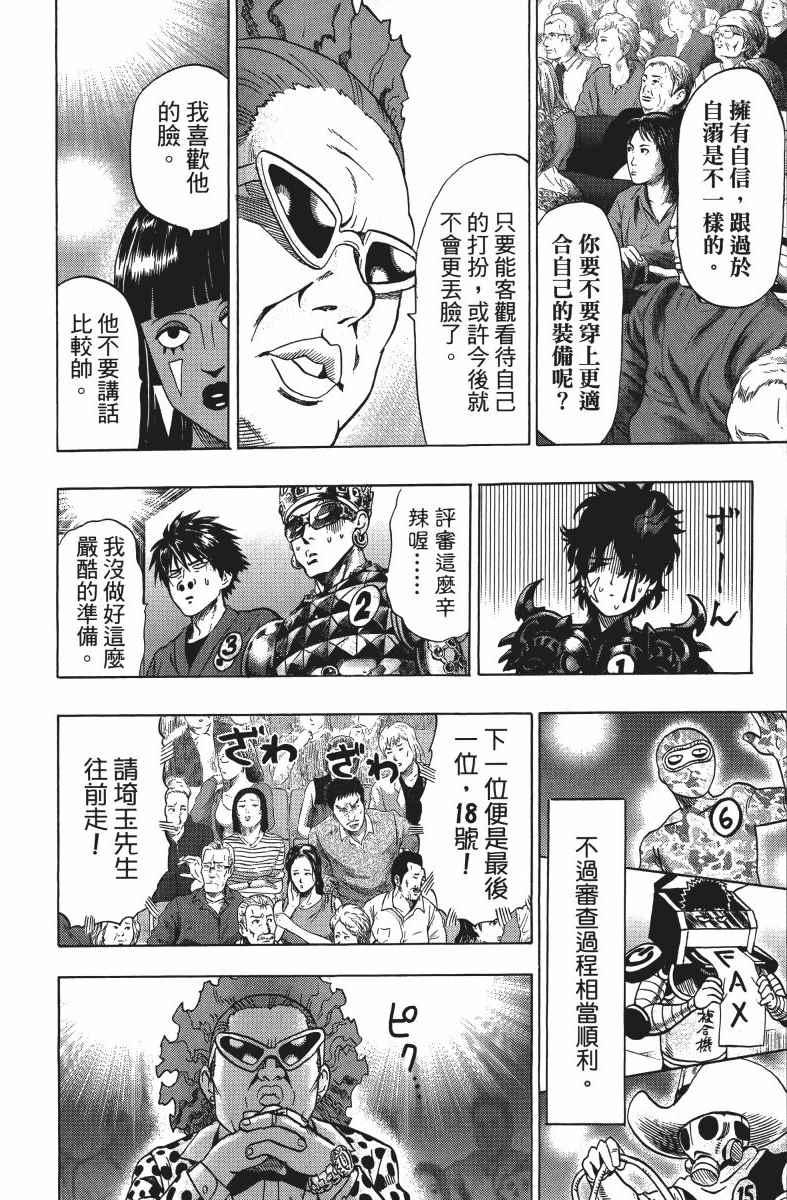 擁有自信，跟過於
自溺是不一樣的。
你要不要穿上更適
合自己的裝備呢？
只要能客觀看待自己
的打扮，或許今後就
不會更丟臉了。
我喜歡他
的臉。
他不要講話
比較帥。
ずーん
1
評審這麼辛
辣喔……
2
我沒做好這麼
嚴酷的準備。
3
6
不過審查過程相當順利。
FAX
複合機
15
下一位便是最後
一位，18號！
請埼玉先生
往前走！
ざわ
ざわ
ピク……